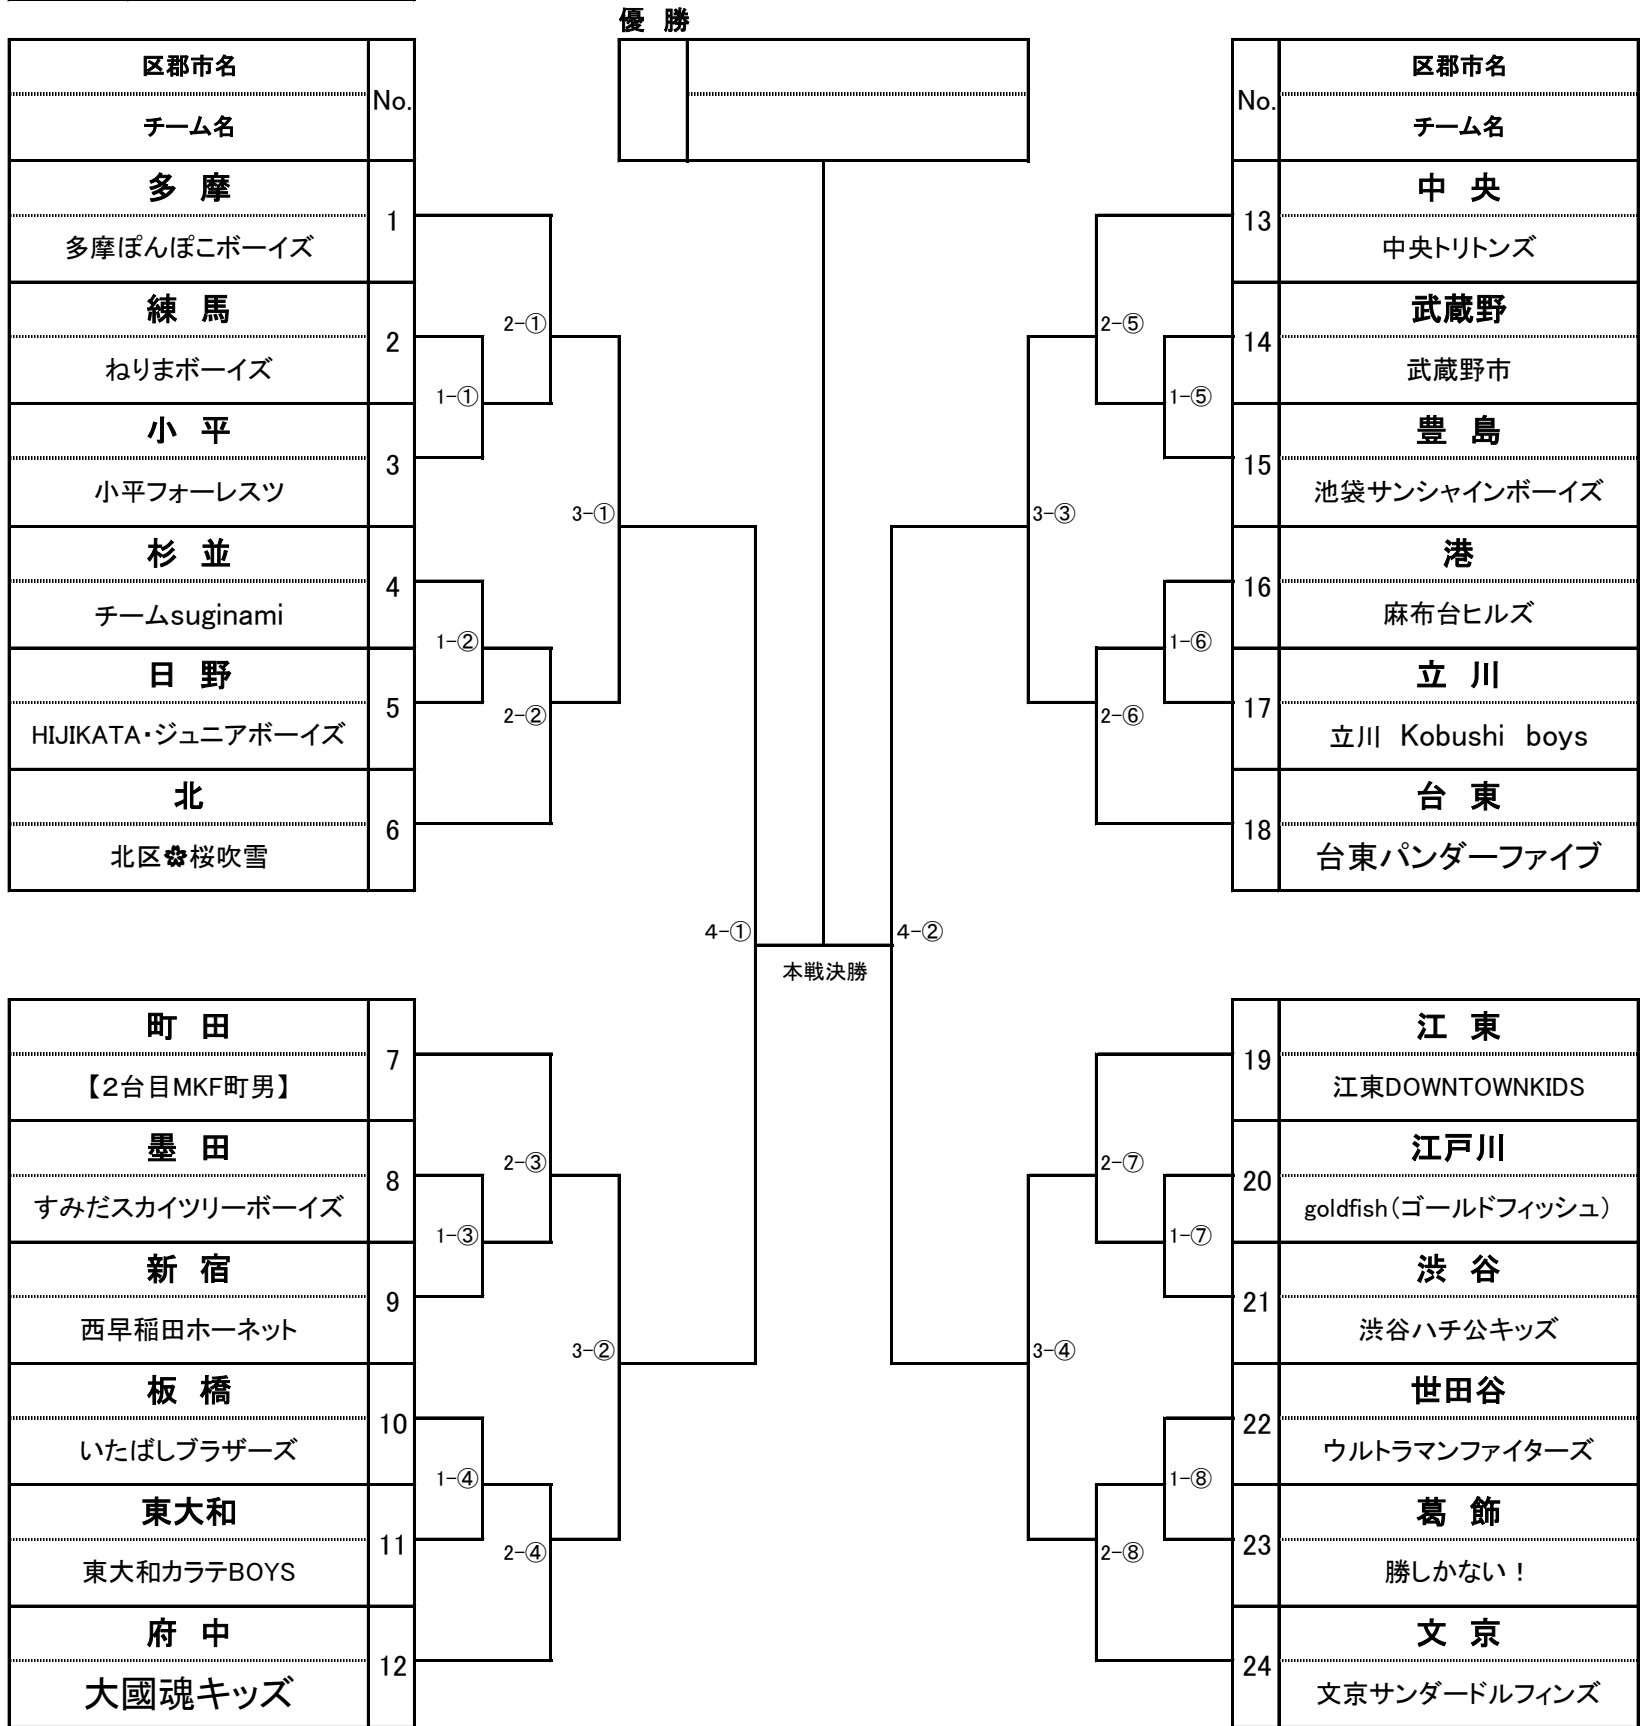 優 勝
区郡市名
No.
チーム名
多 摩
1
多摩ぽんぽこボーイズ
練 馬
2
ねりまボーイズ
小 平
3
小平フォーレスツ
杉 並
4
チームsuginami
日 野
5
HIJIKATA・ジュニアボーイズ
北
6
北区🌸桜吹雪
町 田
7
【２台目MKF町男】
墨 田
8
すみだスカイツリーボーイズ
新 宿
9
西早稲田ホーネット
板 橋
10
いたばしブラザーズ
東大和
11
東大和カラテBOYS
府 中
12
大國魂キッズ
1-①
1-②
1-③
1-④
2-①
2-②
2-③
2-④
3-①
3-②
4-①
本戦決勝
4-②
3-③
3-④
2-⑤
2-⑥
2-⑦
2-⑧
1-⑤
1-⑥
1-⑦
1-⑧
区郡市名
No.
チーム名
中 央
13
中央トリトンズ
武蔵野
14
武蔵野市
豊 島
15
池袋サンシャインボーイズ
港
16
麻布台ヒルズ
立 川
17
立川 Kobushi boys
台 東
18
台東パンダーファイブ
江 東
19
江東DOWNTOWNKIDS
江戸川
20
goldfish（ゴールドフィッシュ）
渋 谷
21
渋谷ハチ公キッズ
世田谷
22
ウルトラマンファイターズ
葛 飾
23
勝しかない！
文 京
24
文京サンダードルフィンズ